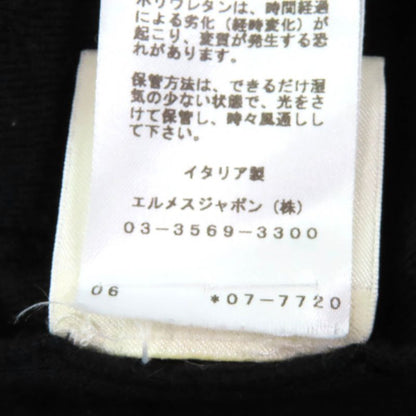 ポリウレタンは、時間経過
による劣化（経時変化）が
起こり、変質が発生する恐
れがあります。
保管方法は、できるだけ湿
気の少ない状態で、光をさ
けて保管し、時々風通しし
て下さい。
イタリア製
エルメスジャポン（株）
03-3569-3300
06 *07-7720